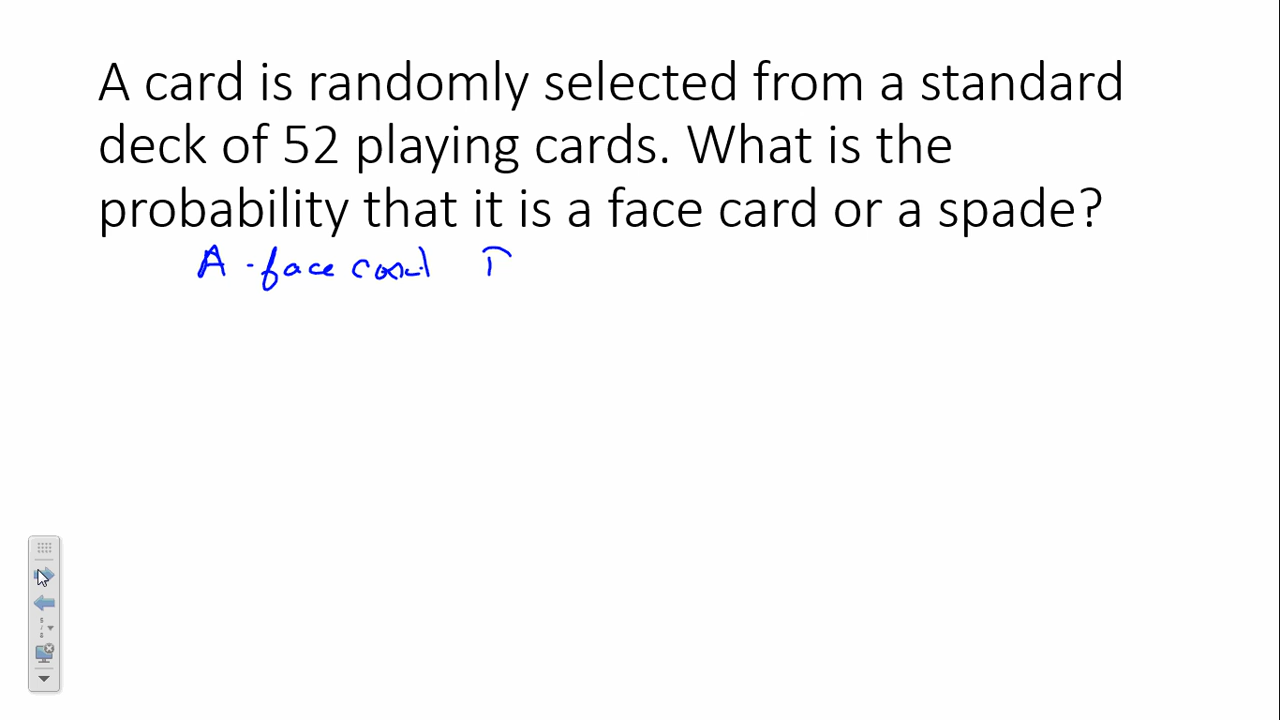 A card is randomly selected from a standard
deck of 52 playing cards. What is the
probability that it is a face card or a spade?
A - face card